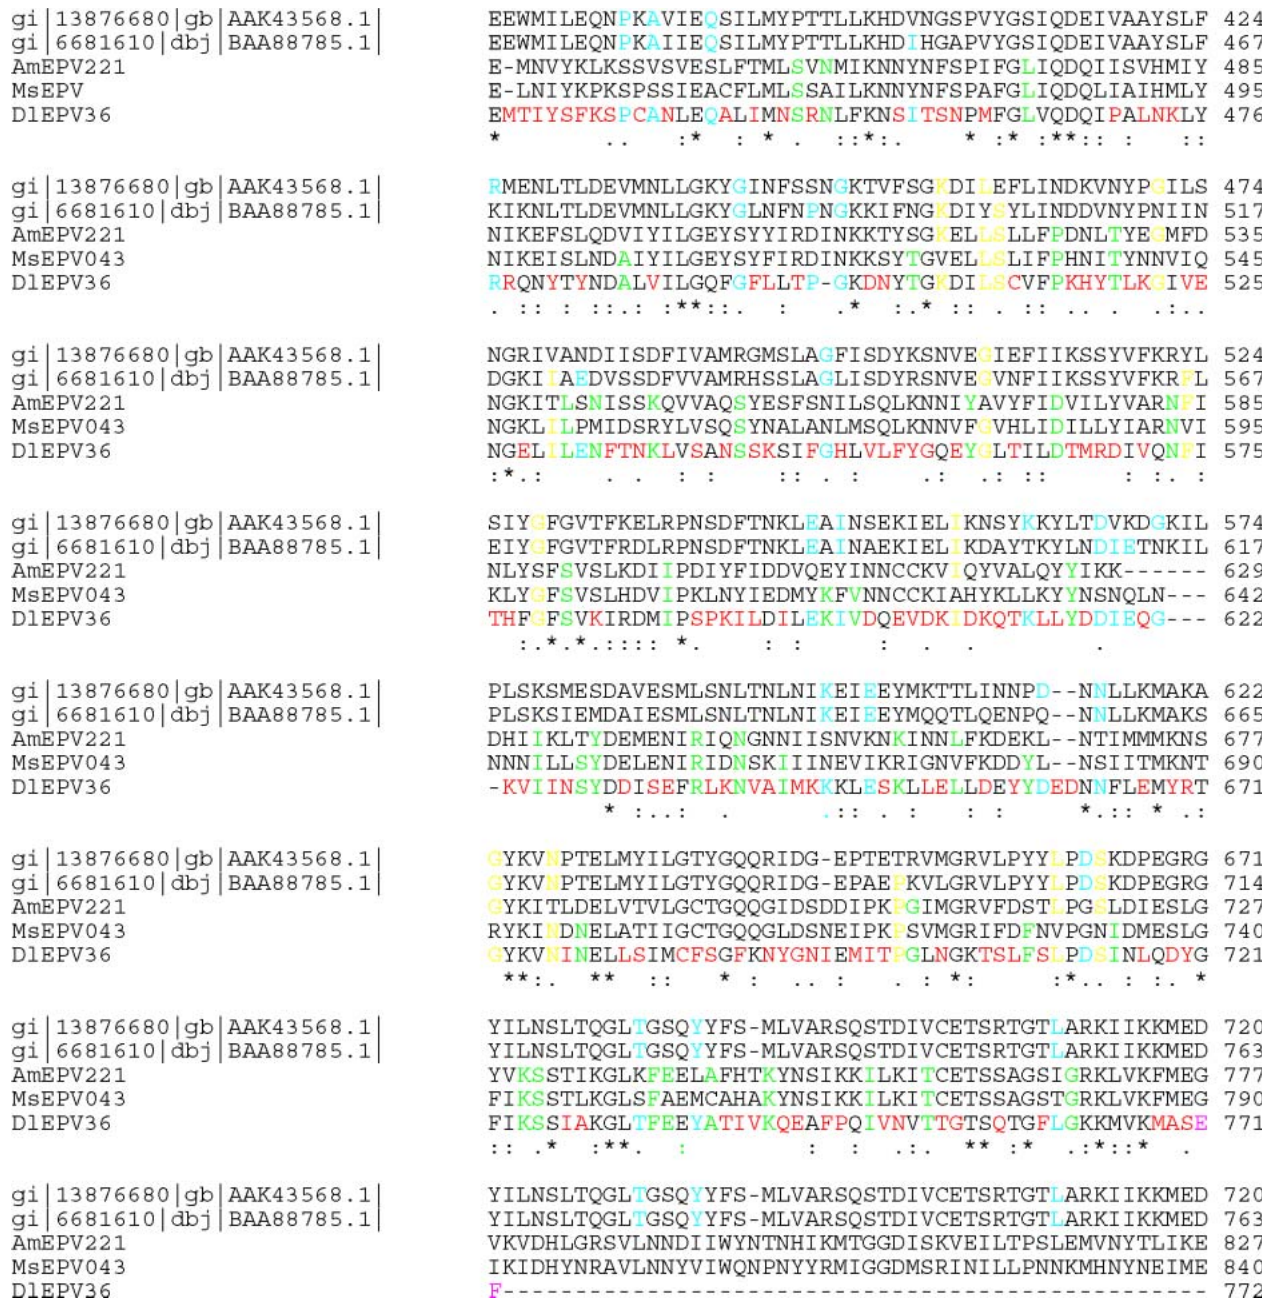 gi|13876680|gb|AAK43568.1| EEWMILEQNPKAVIEQSILMYPTTLLKHDVNGSPVYGSIQDEIVAAYSLF 424
gi|6681610|dbj|BAA88785.1| EEWMILEQNPKAIIEQSILMYPTTLLKHDIHGAPVYGSIQDEIVAAYSLF 467
AmEPV221 E-MNVYKLKSSVSVESLFTMLSVNMIKNNYNFSPIFGLIQDQIISVHMIY 485
MsEPV E-LNIYKPKSPSSIEACFLMLSSAILKNNYNFSPAFGLIQDQLIAIHMLY 495
DlEPV36 EMTIYSFKSPCANLEQALIMNSRNLFKNSITSNPMFGLVQDQIPALNKLY 476
* .. :* * . ::*: * :* :**:: : ::
gi|13876680|gb|AAK43568.1| RMENLTLDEVMNLLGKYGINFSSNGKTVFSGKDILEFLINDKVNYPGILS 474
gi|6681610|dbj|BAA88785.1| KIKNLTLDEVMNLLGKYGLNFNPNGKKIFNGKDIYSYLINDDVNYPNIIN 517
AmEPV221 NIKEFSLQDVIYILGEYSYYIRDINKKTYSGKELLSLLFPDNLTYEGMFD 535
MsEPV043 NIKEISLNDAIYILGEYSYFIRDINKKSYTGVELLSLIFPHNITYNNVIQ 545
DlEPV36 RRQNYTYNDALVILGQFGFLLTP-GKDNYTGKDILSCVFPKHYTLKGIVE 525
. :: : ::.: :**::. : .* :.* ::: . :: .. . .:..
gi|13876680|gb|AAK43568.1| NGRIVANDIISDFIVAMRGMSLAGFISDYKSNVEGIEFIIKSSYVFKRYL 524
gi|6681610|dbj|BAA88785.1| DGKIIAEDVSSDFVVAMRHSSLAGLISDYRSNVEGVNFIIKSSYVFKRFL 567
AmEPV221 NGKITLSNISSKQVVAQSYESFSNILSQLKNNIYAVYFIDVILYVARNFI 585
MsEPV043 NGKLILPMIDSRYLVSQSYNALANLMSQLKNNVFGVHLIDILLYIARNVI 595
DlEPV36 NGELILENFTNKLVSANSSKSIFGHLVLFYGQEYGLTILDTMRDIVQNFI 575
:*.: . . : : :: . : .: .: :: : :. :
gi|13876680|gb|AAK43568.1| SIYGFGVTFKELRPNSDFTNKLEAINSEKIELIKNSYKKYLTDVKDGKIL 574
gi|6681610|dbj|BAA88785.1| EIYGFGVTFRDLRPNSDFTNKLEAINAEKIELIKDAYTKYLNDIETNKIL 617
AmEPV221 NLYSFSVSLKDIIPDIYFIDDVQEYINNCCKVIQYVALQYYIKK------ 629
MsEPV043 KLYGFSVSLHDVIPKLNYIEDMYKFVNNCCKIAHYKLLKYYNSNQLN--- 642
DlEPV36 THFGFSVKIRDMIPSPKILDILEKIVDQEVDKIDKQTKLLYDDIEQG--- 622
:.*.*.:::: *. : : : . . .
gi|13876680|gb|AAK43568.1| PLSKSMESDAVESMLSNLTNLNIKEIEEYMKTTLINNPD--NNLLKMAKA 622
gi|6681610|dbj|BAA88785.1| PLSKSIEMDAIESMLSNLTNLNIKEIEEYMQQTLQENPQ--NNLLKMAKS 665
AmEPV221 DHIIKLTYDEMENIRIQNGNNIISNVKNKINNLFKDEKL--NTIMMMKNS 677
MsEPV043 NNNILLSYDELENIRIDNSKIIINEVIKRIGNVFKDDYL--NSIITMKNT 690
DlEPV36 -KVIINSYDDISEFRLKNVAIMKKKLESKLLELLDEYYDEDNNFLEMYRT 671
* :..: . .:: . : : : *.:: * .:
gi|13876680|gb|AAK43568.1| GYKVNPTELMYILGTYGQQRIDG-EPTETRVMGRVLPYYLPDSKDPEGRG 671
gi|6681610|dbj|BAA88785.1| GYKVNPTELMYILGTYGQQRIDG-EPAEPKVLGRVLPYYLPDSKDPEGRG 714
AmEPV221 GYKITLDELVTVLGCTGQQGIDSDDIPKPGIMGRVFDSTLPGSLDIESLG 727
MsEPV043 RYKINDNELATIIGCTGQQGLDSNEIPKPSVMGRIFDFNVPGNIDMESLG 740
DlEPV36 GYKVNINELLSIMCFSGFKNYGNIEMITPGLNGKTSLFSLPDSINLQDYG 721
**:. ** :: * : . : . : *: :*.. : :. *
gi|13876680|gb|AAK43568.1| YILNSLTQGLTGSQYYFS-MLVARSQSTDIVCETSRTGTLARKIIKKMED 720
gi|6681610|dbj|BAA88785.1| YILNSLTQGLTGSQYYFS-MLVARSQSTDIVCETSRTGTLARKIIKKMED 763
AmEPV221 YVKSSTIKGLKFEELAFHTKYNSIKKILKITCETSSAGSIGRKLVKFMEG 777
MsEPV043 FIKSSTLKGLSFAEMCAHAKYNSIKKILKITCETSSAGSTGRKLVKFMEG 790
DlEPV36 FIKSSIAKGLTFEEYATIVKQEAFPQIVNVTTGTSQTGFLGKKMVKMASE 771
:: .* :**. : : : .:. ** :* .:*::* .
gi|13876680|gb|AAK43568.1| YILNSLTQGLTGSQYYFS-MLVARSQSTDIVCETSRTGTLARKIIKKMED 720
gi|6681610|dbj|BAA88785.1| YILNSLTQGLTGSQYYFS-MLVARSQSTDIVCETSRTGTLARKIIKKMED 763
AmEPV221 VKVDHLGRSVLNNDIIWYNTNHIKMTGGDISKVEILTPSLEMVNYTLIKE 827
MsEPV043 IKIDHYNRAVLNNYVIWQNPNYYRMIGGDMSRINILLPNNKMHNYNEIME 840
DlEPV36 F------------------------------------------------- 772